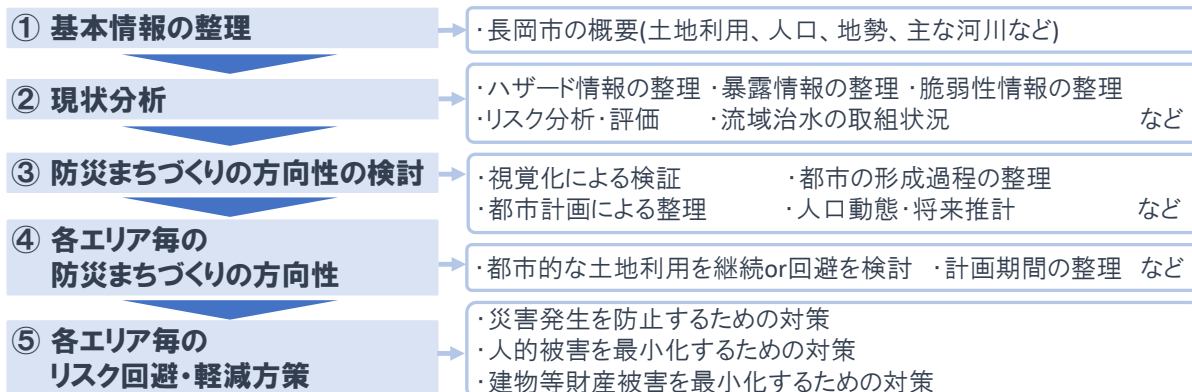 ① 基本情報の整理
・長岡市の概要(土地利用、人口、地勢、主な河川など)
② 現状分析
・ハザード情報の整理 ・暴露情報の整理 ・脆弱性情報の整理
・リスク分析・評価 ・流域治水の取組状況 など
③ 防災まちづくりの方向性の検討
・視覚化による検証 ・都市の形成過程の整理
・都市計画による整理 ・人口動態・将来推計 など
④ 各エリア毎の
防災まちづくりの方向性
・都市的な土地利用を継続or回避を検討 ・計画期間の整理 など
⑤ 各エリア毎の
リスク回避・軽減方策
・災害発生を防止するための対策
・人的被害を最小化するための対策
・建物等財産被害を最小化するための対策